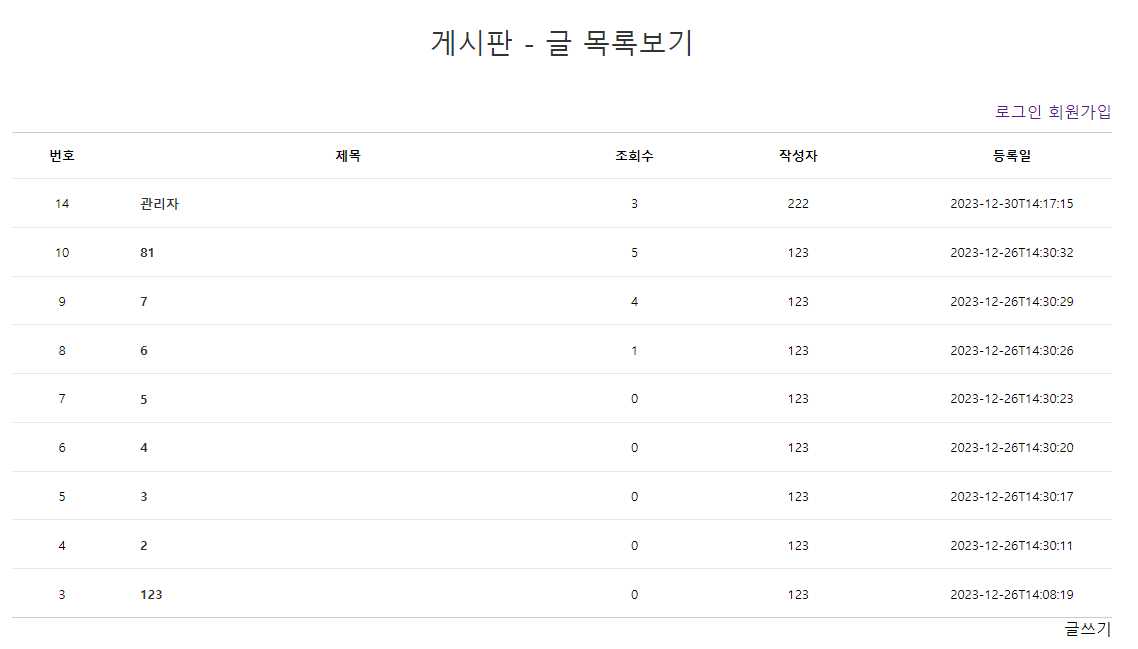 게시판 - 글 목록보기
로그인 회원가입
번호 제목 조회수 작성자 등록일
14 관리자 3 222 2023-12-30T14:17:15
10 81 5 123 2023-12-26T14:30:32
9 7 4 123 2023-12-26T14:30:29
8 6 1 123 2023-12-26T14:30:26
7 5 0 123 2023-12-26T14:30:23
6 4 0 123 2023-12-26T14:30:20
5 3 0 123 2023-12-26T14:30:17
4 2 0 123 2023-12-26T14:30:11
3 123 0 123 2023-12-26T14:08:19
글쓰기